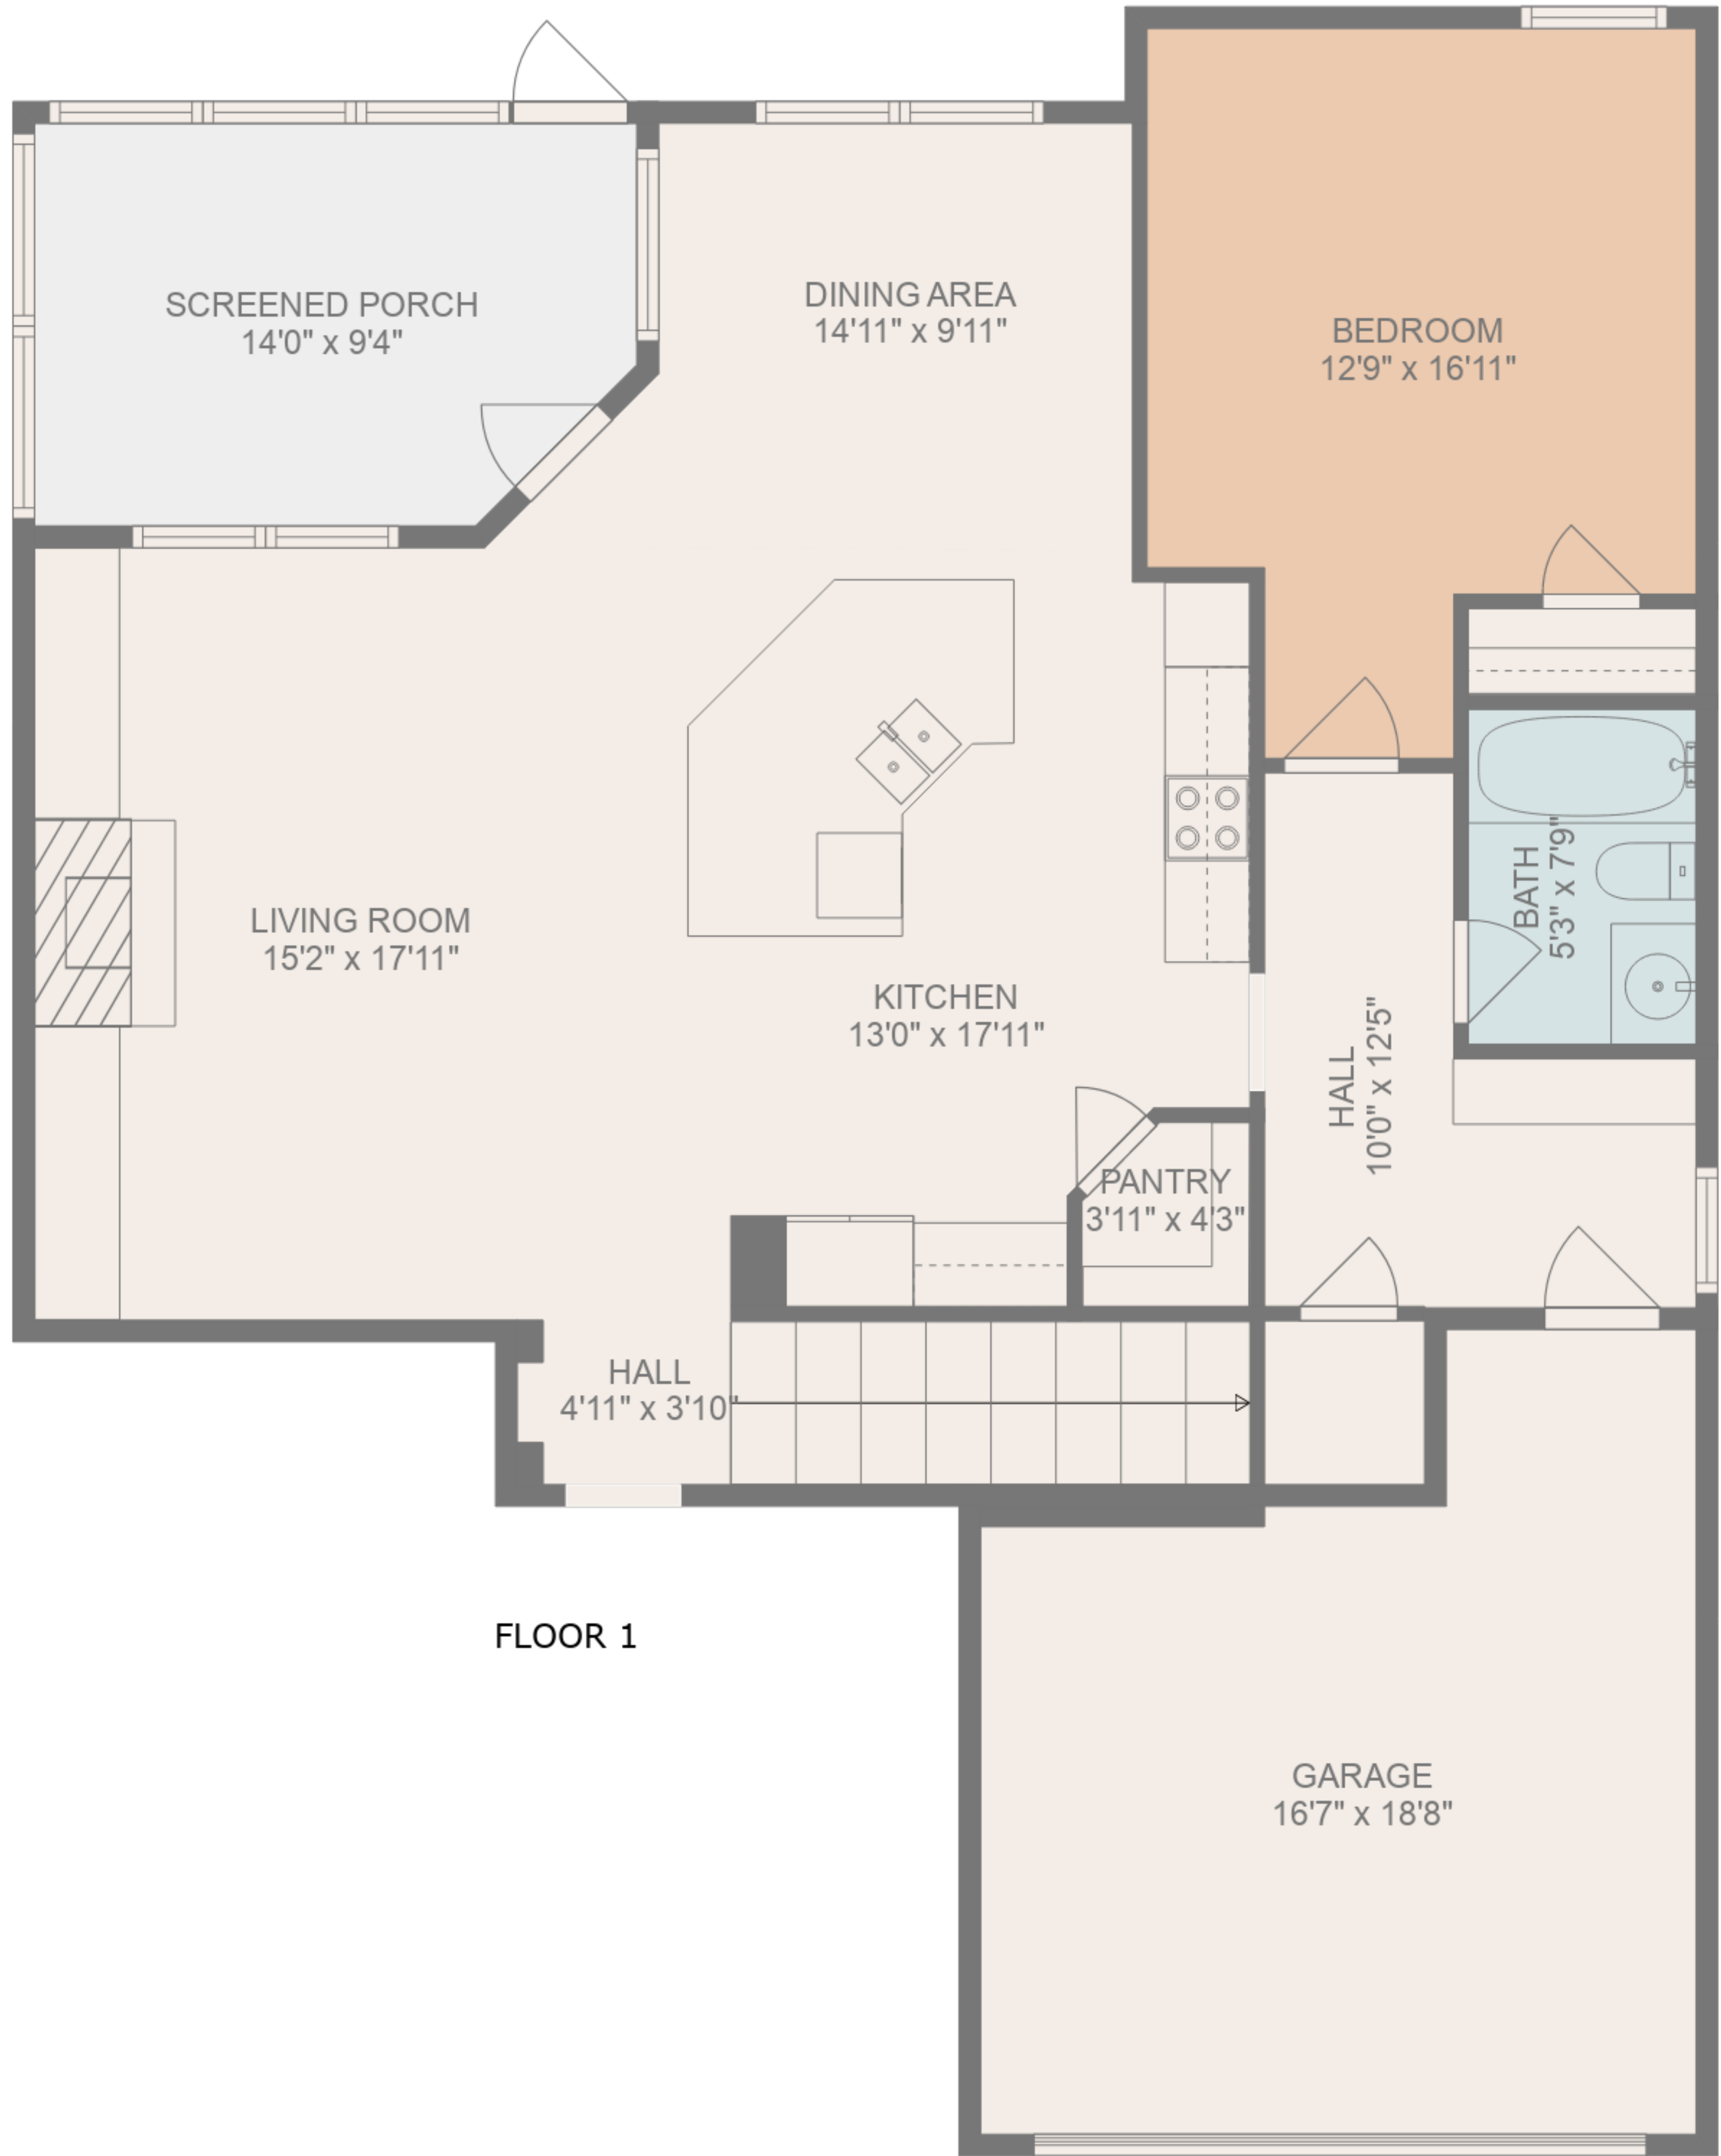 SCREENED PORCH
14'0" x 9'4"
DINING AREA
14'11" x 9'11"
BEDROOM
12'9" x 16'11"
LIVING ROOM
15'2" x 17'11"
KITCHEN
13'0" x 17'11"
BATH
5'3" x 7'9"
HALL
10'0" x 12'5"
PANTRY
3'11" x 4'3"
HALL
4'11" x 3'10"
FLOOR 1
GARAGE
16'7" x 18'8"